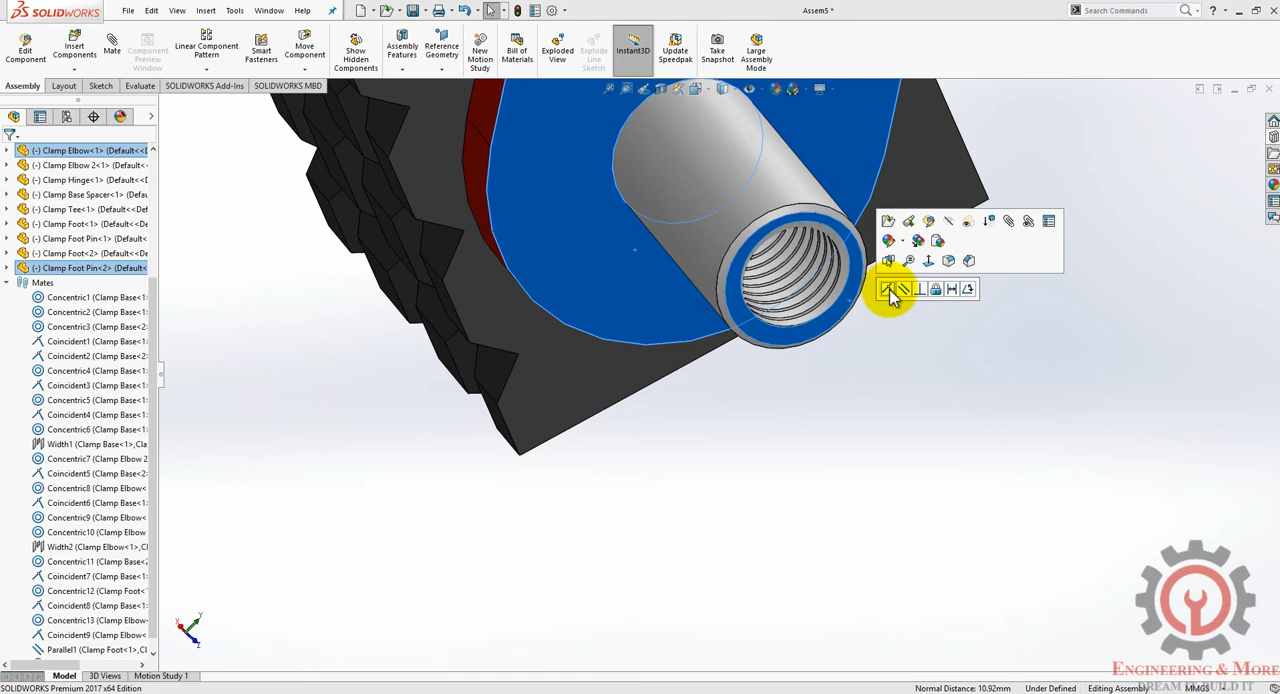 SOLIDWORKS File Edit View Insert Tools Window Help Assem5 * Search Commands ?
Edit Component
Insert Components
Mate
Component Preview Window
Linear Component Pattern
Smart Fasteners
Move Component
Show Hidden Components
Assembly Features
Reference Geometry
New Motion Study
Bill of Materials
Exploded View
Explode Line Sketch
Instant3D
Update Speedpak
Take Snapshot
Large Assembly Mode
Assembly Layout Sketch Evaluate SOLIDWORKS Add-Ins SOLIDWORKS MBD
(-) Clamp Elbow<1> (Default<<D
(-) Clamp Elbow 2<1> (Default<
(-) Clamp Hinge<1> (Default<<D
(-) Clamp Base Spacer<1> (Defa
(-) Clamp Tee<1> (Default<<Def
(-) Clamp Foot<1> (Default<<De
(-) Clamp Foot Pin<1> (Default<
(-) Clamp Foot<2> (Default<<De
(-) Clamp Foot Pin<2> (Default<
Mates
Concentric1 (Clamp Base<1>
Concentric2 (Clamp Base<1>
Concentric3 (Clamp Base<2>
Coincident1 (Clamp Base<1>
Coincident2 (Clamp Base<2>
Concentric4 (Clamp Base<1>
Coincident3 (Clamp Base<1>
Concentric5 (Clamp Base<1>
Coincident4 (Clamp Base<1>
Concentric6 (Clamp Base<1>
Width1 (Clamp Base<1>,Cla
Concentric7 (Clamp Elbow 2
Coincident5 (Clamp Base<2>
Concentric8 (Clamp Elbow<
Coincident6 (Clamp Base<1>
Concentric9 (Clamp Elbow<
Concentric10 (Clamp Elbow
Width2 (Clamp Elbow<1>,Cl
Concentric11 (Clamp Base<2
Coincident7 (Clamp Base<1>
Concentric12 (Clamp Foot<
Coincident8 (Clamp Base<1>
Concentric13 (Clamp Elbow
Coincident9 (Clamp Elbow<
Parallel1 (Clamp Foot<1>,Cl
X Y Z
ENGINEERING & MORE
DREAM IT, BUILD IT
Model 3D Views Motion Study 1
SOLIDWORKS Premium 2017 x64 Edition Normal Distance: 10.92mm Under Defined Editing Assembly MMGS